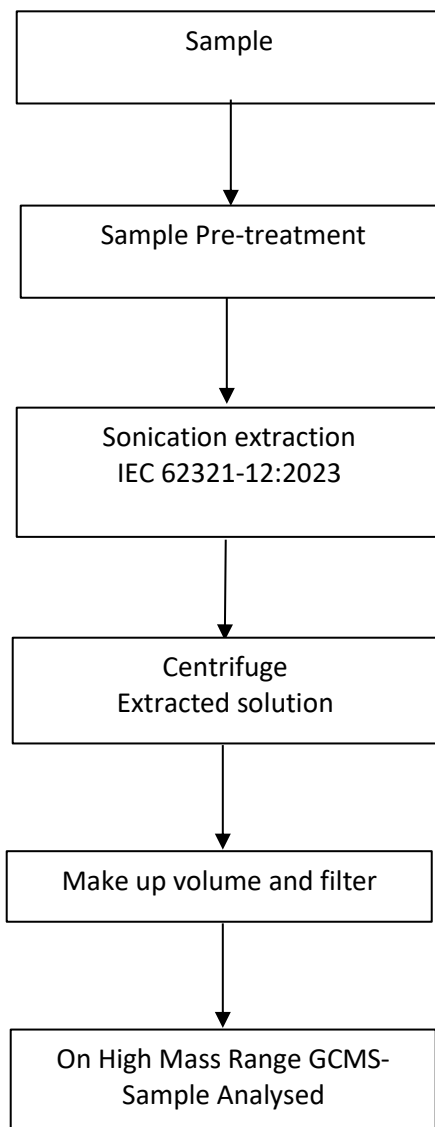 Sample
Sample Pre-treatment
Sonication extraction
IEC 62321-12:2023
Centrifuge
Extracted solution
Make up volume and filter
On High Mass Range GCMS-
Sample Analysed